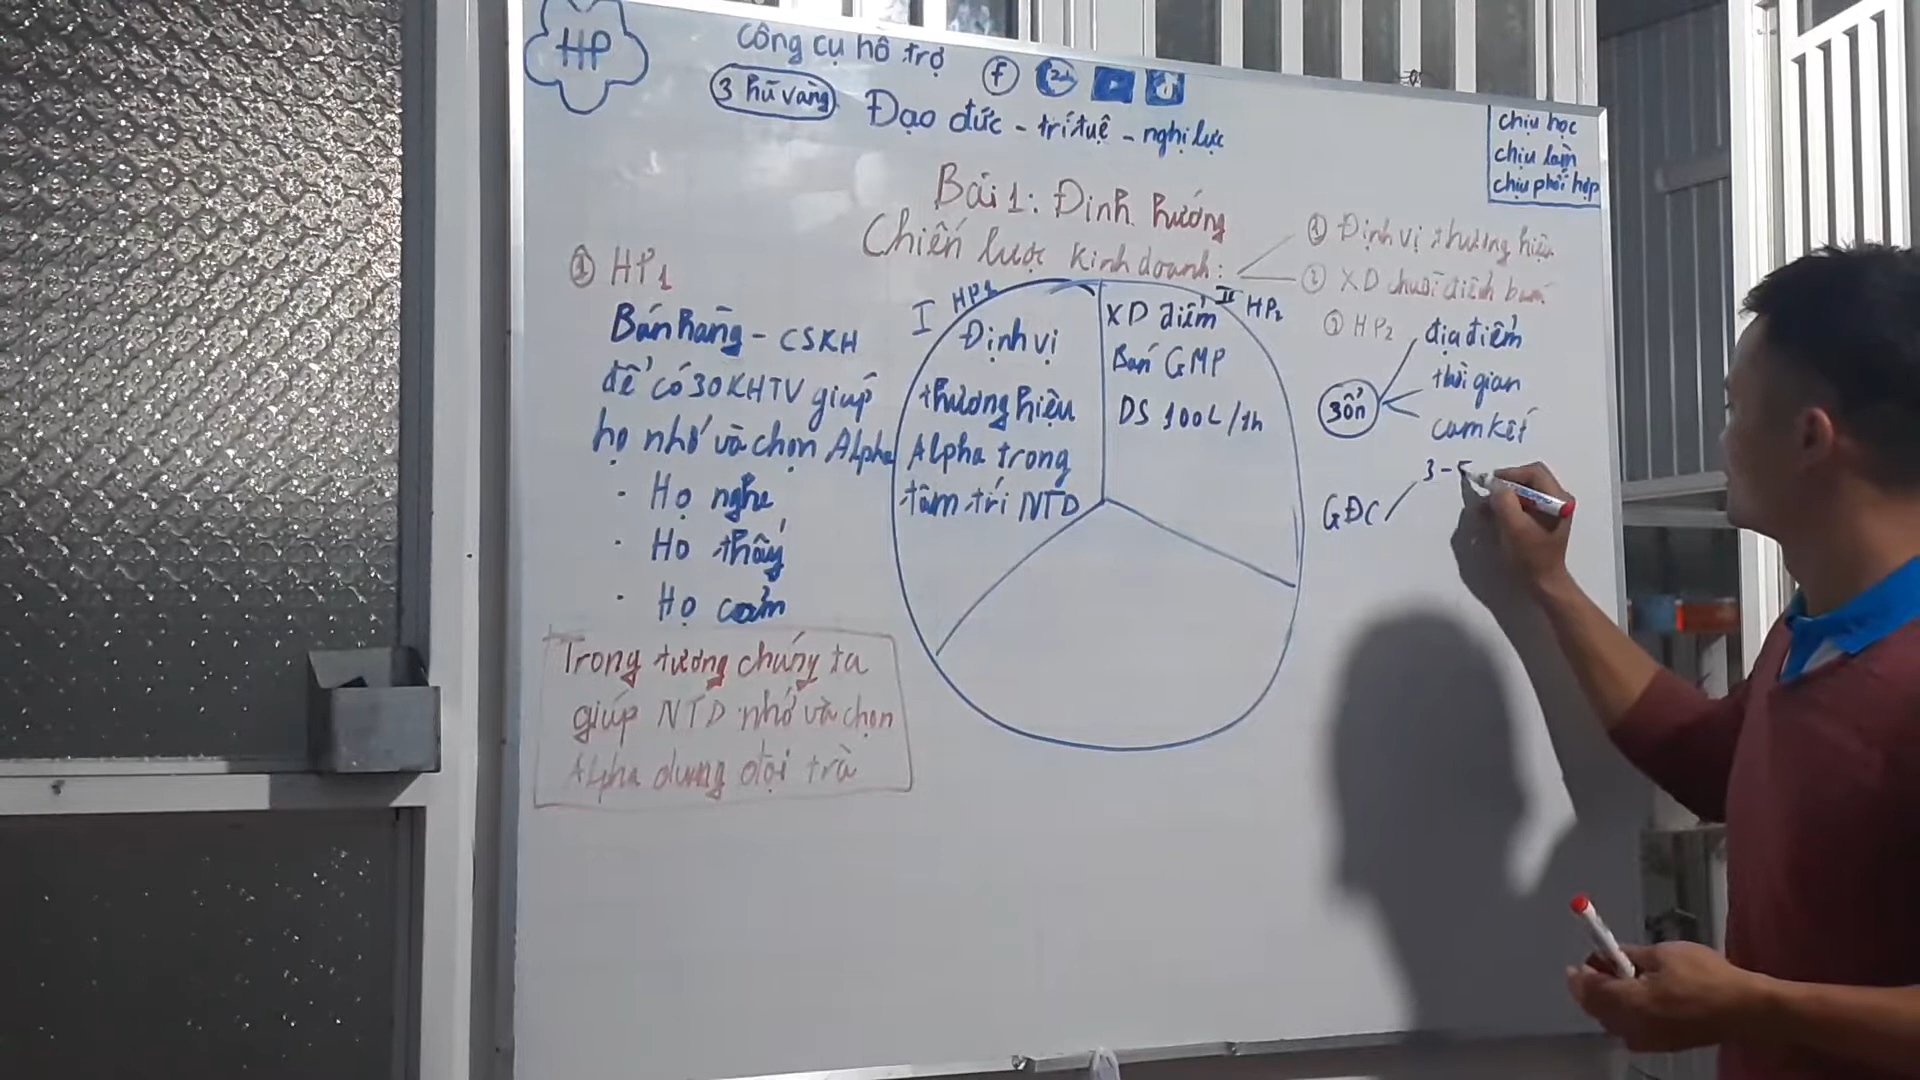 HP
Công cụ hỗ trợ
f
3 hũ vàng
Đạo đức - trí tuệ - nghị lực
chịu học
chịu làm
chịu phối hợp
Bài 1: Định hướng
Chiến lược kinh doanh:
① Định vị thương hiệu
② XD chuỗi điểm bán
① HP1
Bán hàng - CSKH
để có 30KHTV giúp
họ nhớ và chọn Alpha
· Họ nghe
· Họ thấy
· Họ cảm
Trong tương chúng ta
giúp NTD nhớ và chọn
Alpha dung đại trà
I HP1
Định vị
thương hiệu
Alpha trong
tâm trí NTD
II HP2
XD điểm
Bán GMP
DS 100L/1h
① HP2
3 ổn
địa điểm
thời gian
cam kết
GĐC
3-5